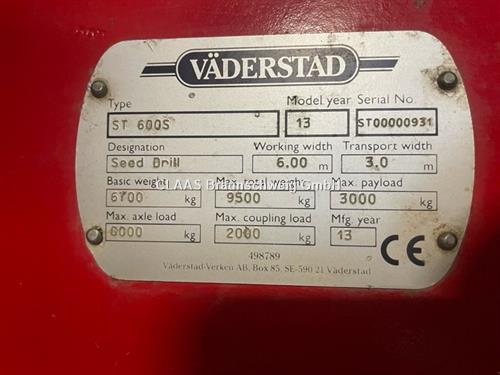 VÄDERSTAD
Type Model year Serial No.
ST 600S 13 ST00000931
Designation Working width Transport width
Seed Drill 6.00 m 3.0 m
Basic weight Max. total weight Max. payload
CLAAS Braunschweig GmbH
6700 kg 9500 kg 3000 kg
Max. axle load Max. coupling load Mfg. year
6000 kg 2000 kg 13
CE
498789
Väderstad-Verken AB, Box 85, SE-590 21 Väderstad